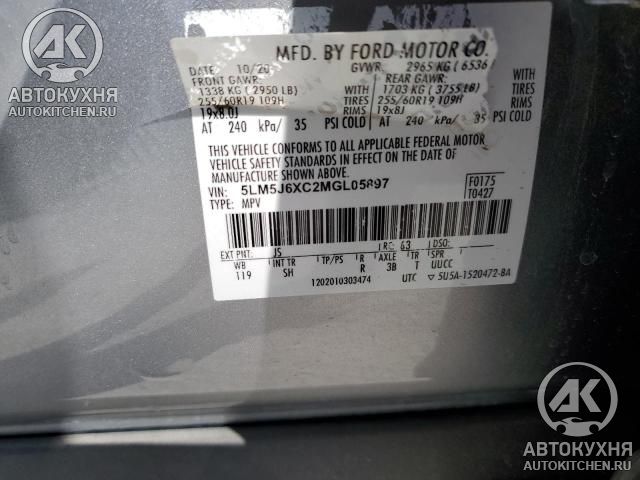 АК
АВТОКУХНЯ
AUTOKITCHEN.RU
MFD. BY FORD MOTOR CO.
DATE: 10/20 GVWR: 2965 KG ( 6536
FRONT GAWR: REAR GAWR:
1338 KG ( 2950 LB) WITH 1703 KG ( 3755 LB) WITH
255/60R19 109H TIRES 255/60R19 109H TIRES
19x8.0J RIMS 19x8J RIMS
AT 240 kPa/ 35 PSI COLD AT 240 kPa/ 35 PSI COLD
THIS VEHICLE CONFORMS TO ALL APPLICABLE FEDERAL MOTOR
VEHICLE SAFETY STANDARDS IN EFFECT ON THE DATE OF
MANUFACTURE SHOWN ABOVE.
VIN: 5LM5J6XC2MGL05897 F0175
TYPE: MPV T0427
EXT PNT: JS RC: 63 DSO:
WB INT TR TP/PS R AXLE TR SPR
119 SH R 3B T UUCC
1202010303474 UTC 5U5A-1520472-BA
АК
АВТОКУХНЯ
AUTOKITCHEN.RU